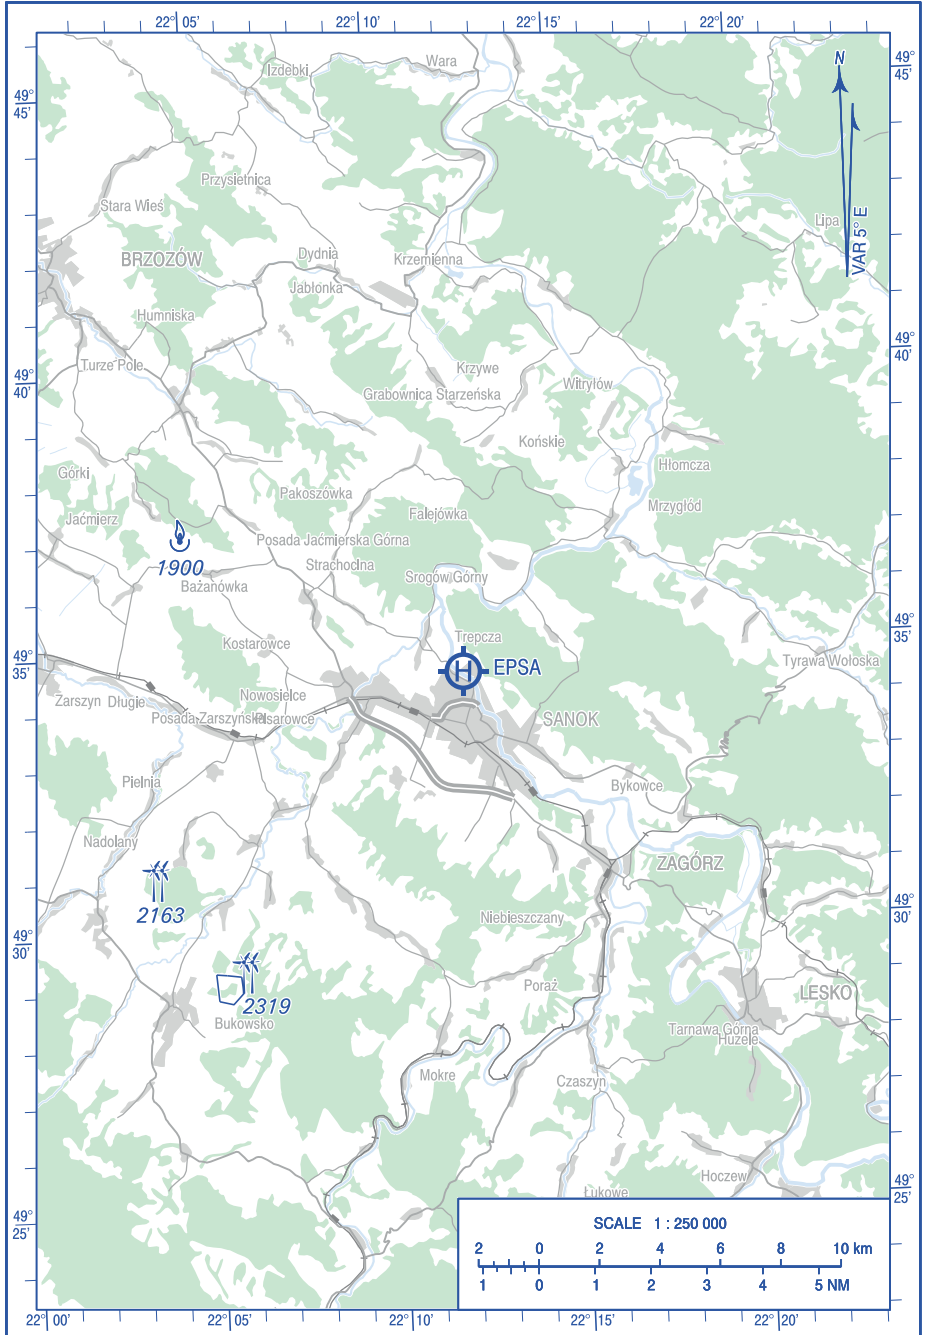 22° 05'
22° 10'
22° 15'
22° 20'
N
49°
45'
49°
45'
Izdebki
Wara
Przysietnica
Stara Wieś
Lipa
VAR 5° E
BRZOZÓW
Dydnia
Krzemienna
Jabłonka
Humniska
49°
40'
Turze Pole
Krzywe
49°
40'
Witryłów
Grabownica Starzeńska
Końskie
Górki
Hłomcza
Pakoszówka
Mrzygłód
Jaćmierz
Falejówka
Posada Jaćmierska Górna
1900
Strachocina
Srogów Górny
Bażanówka
49°
35'
Trepcza
Kostarowce
49°
35'
EPSA
Tyrawa Wołoska
Zarszyn
Długie
Nowosielce
Posada Zarszyńska
Pisarowce
SANOK
Pielnia
Bykowce
Nadolany
ZAGÓRZ
2163
Niebieszczany
49°
30'
49°
30'
Poraż
LESKO
2319
Bukowsko
Tarnawa Górna
Huzele
Mokre
Czaszyn
Hoczew
Łukowe
49°
25'
49°
25'
SCALE 1 : 250 000
2 0 2 4 6 8 10 km
1 0 1 2 3 4 5 NM
22° 00'
22° 05'
22° 10'
22° 15'
22° 20'